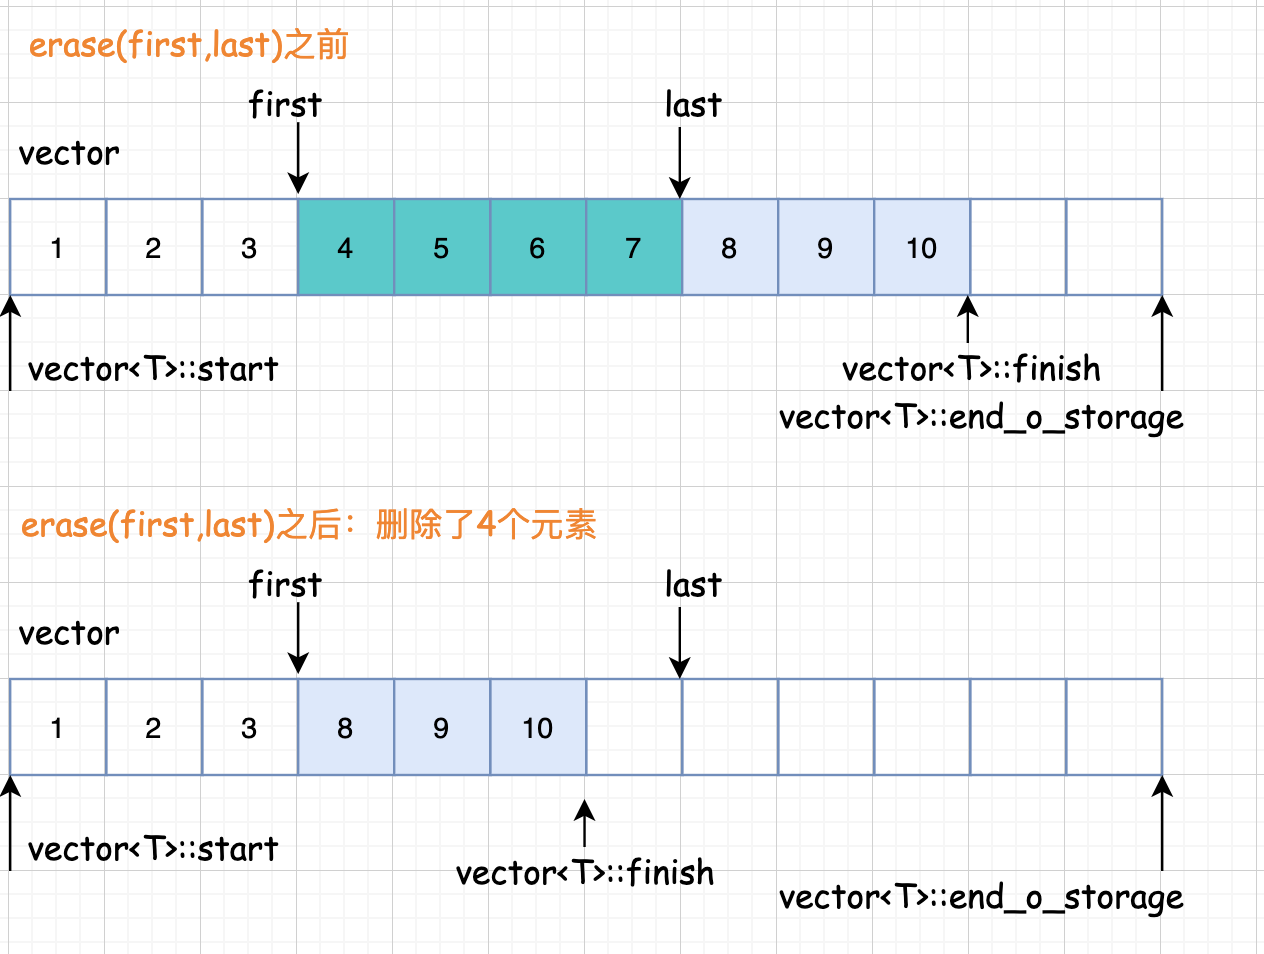 erase(first,last)之前
first last
vector
1 2 3 4 5 6 7 8 9 10
vector<T>::start vector<T>::finish
vector<T>::end_o_storage
erase(first,last)之后：删除了4个元素
first last
vector
1 2 3 8 9 10
vector<T>::start
vector<T>::finish
vector<T>::end_o_storage